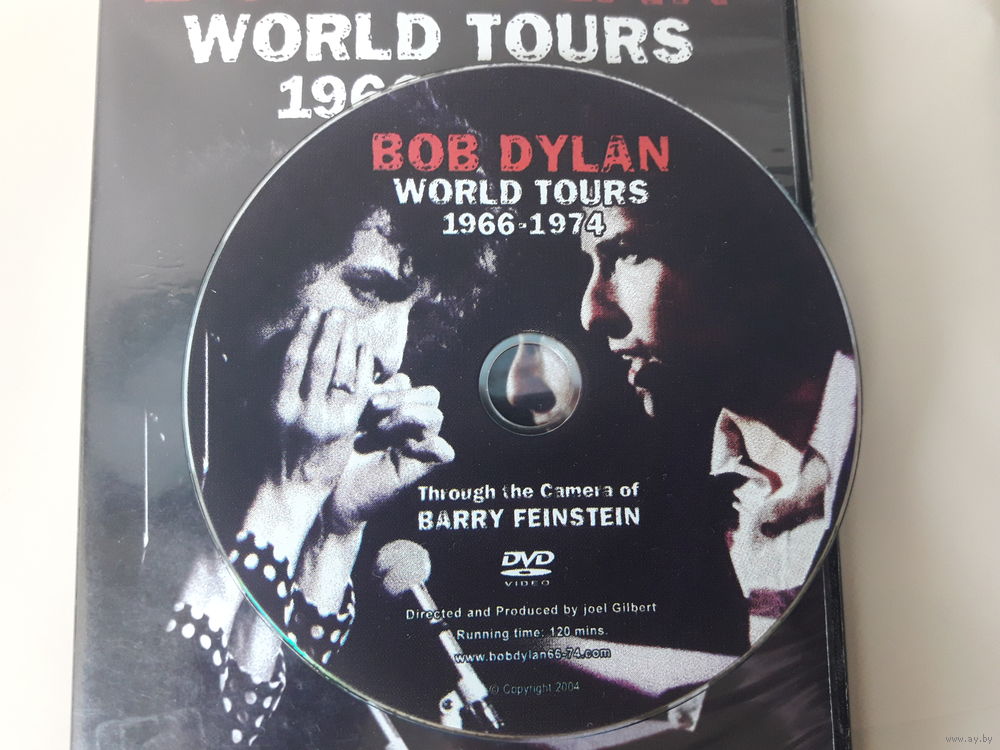 WORLD TOURS
196
BOB DYLAN
WORLD TOURS
1966-1974
Through the Camera of
BARRY FEINSTEIN
DVD
VIDEO
Directed and Produced by joel Gilbert
Running time: 120 mins.
www.bobdylan66-74.com
© Copyright 2004
www.ay.by